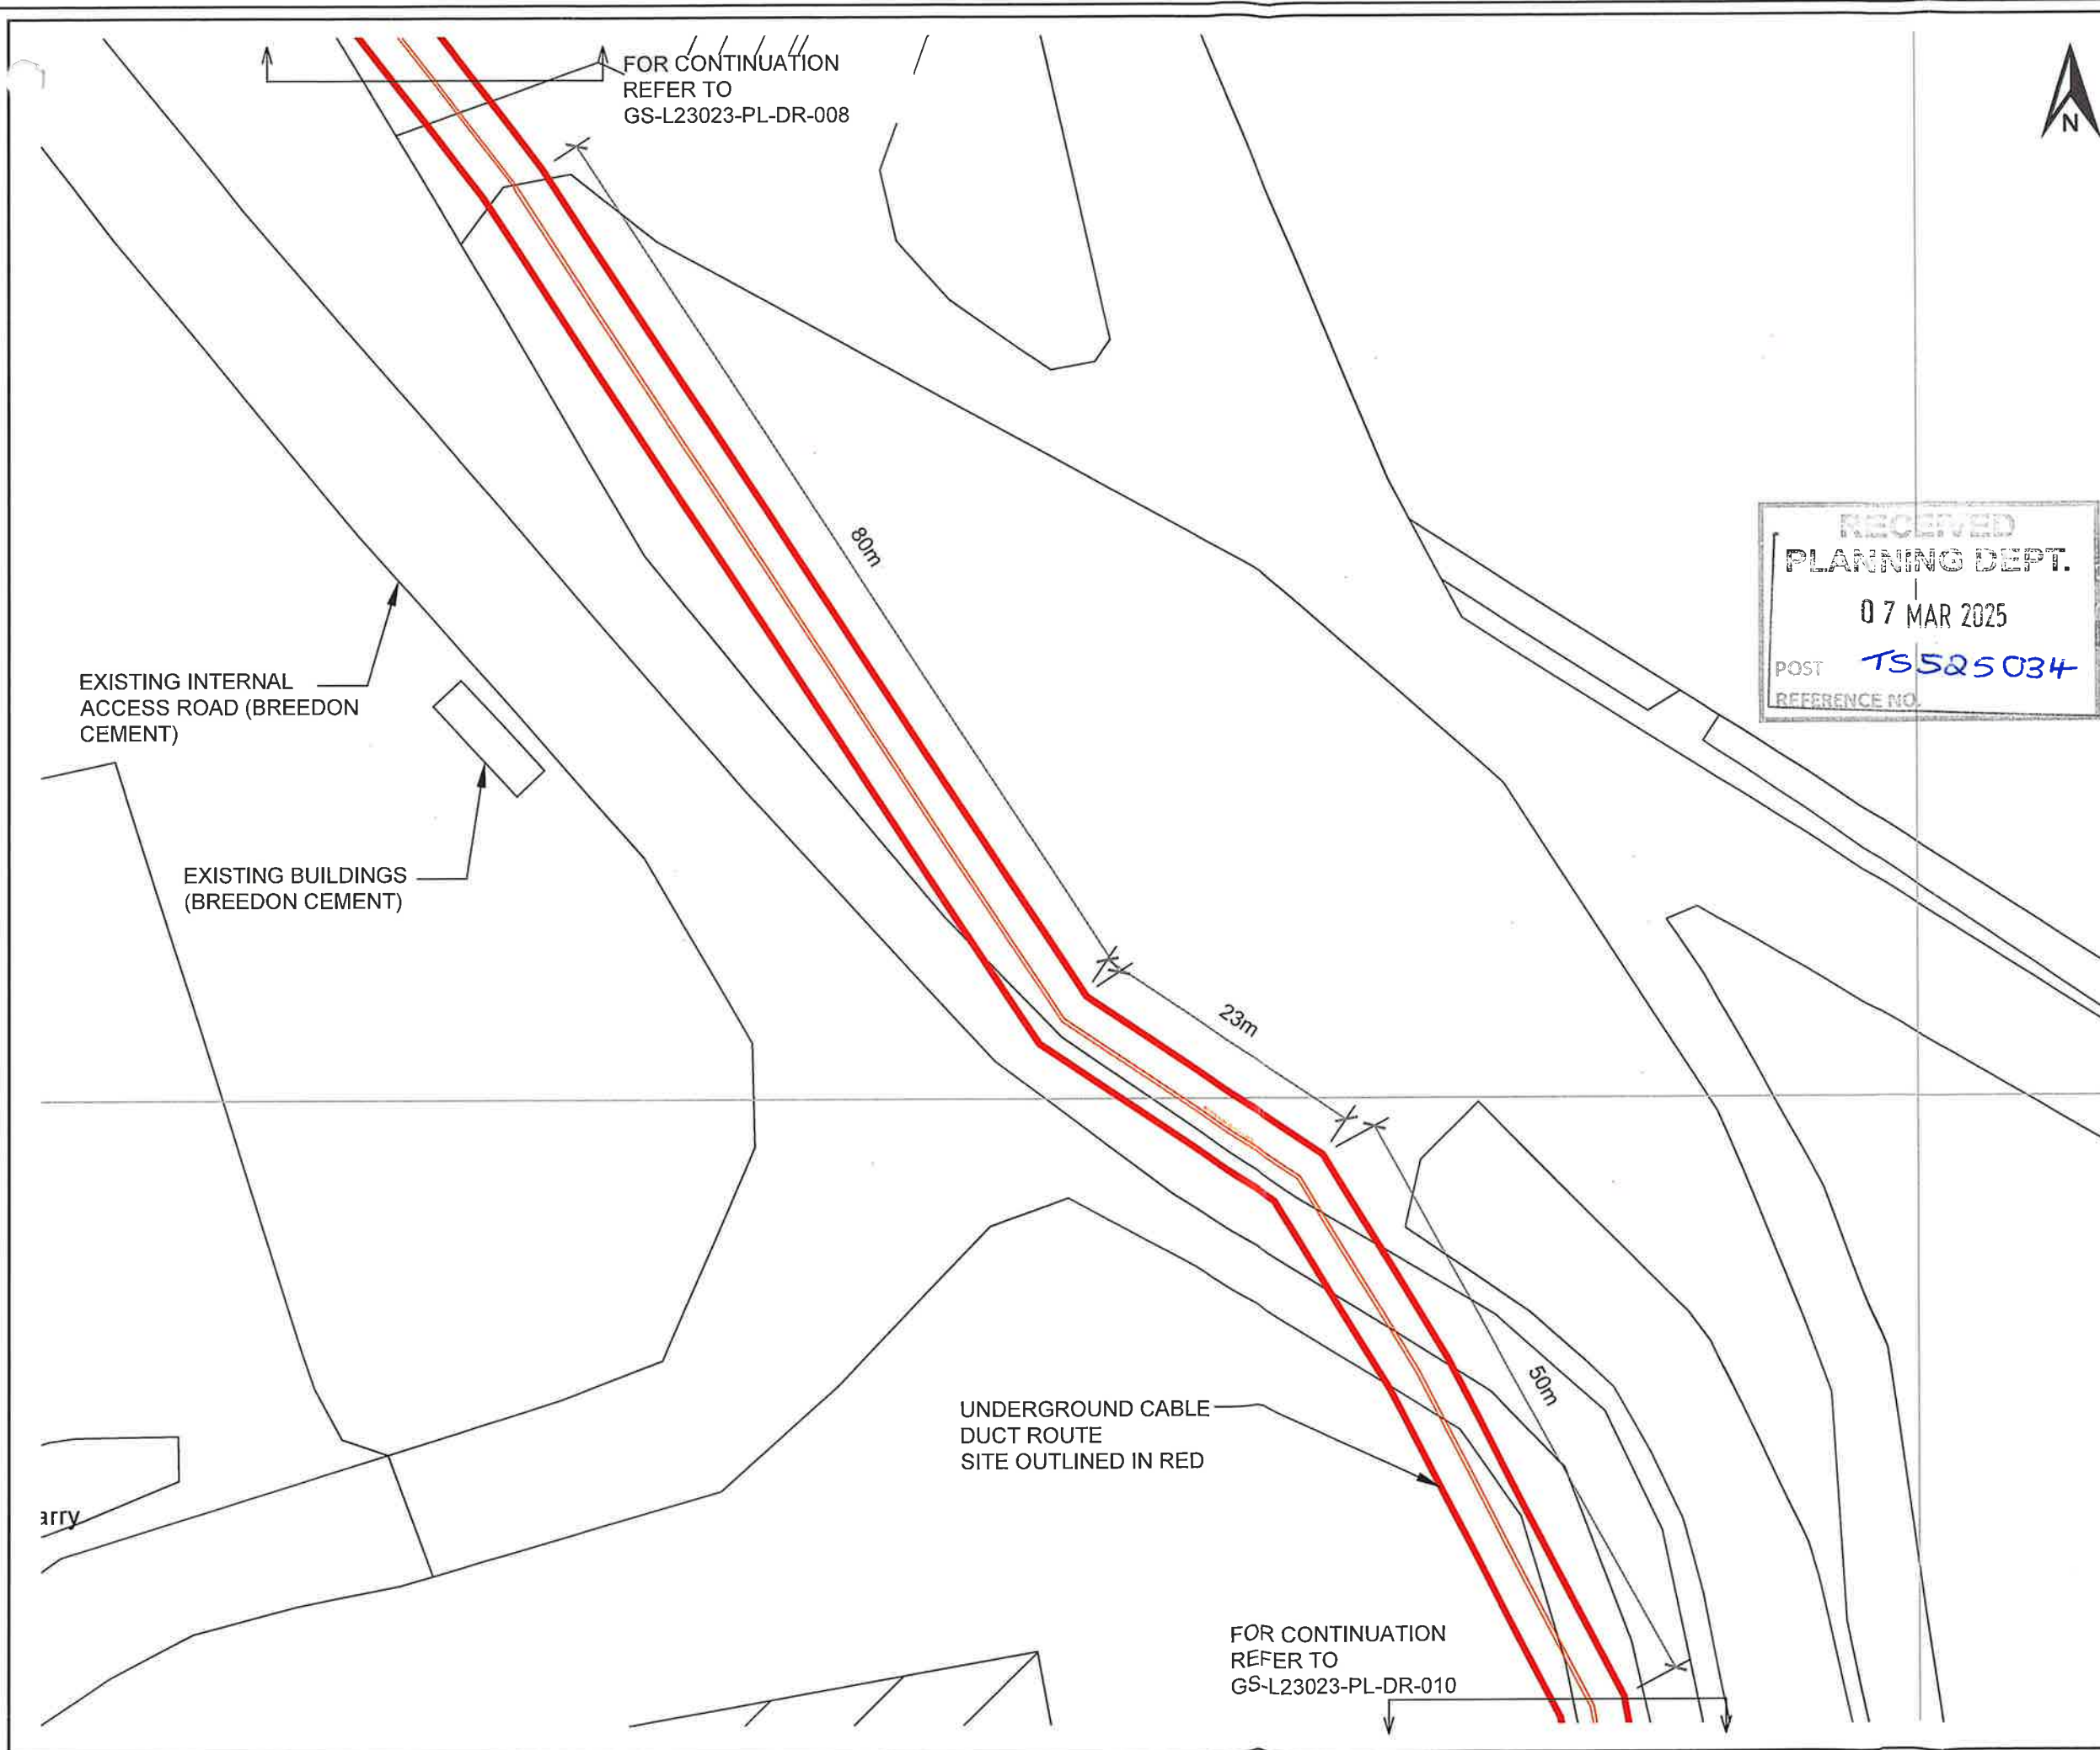 FOR CONTINUATION
REFER TO
GS-L23023-PL-DR-008
N
80m
RECEIVED
PLANNING DEPT.
07 MAR 2025
POST TS525034
REFERENCE NO.
EXISTING INTERNAL
ACCESS ROAD (BREEDON
CEMENT)
EXISTING BUILDINGS
(BREEDON CEMENT)
23m
50m
UNDERGROUND CABLE
DUCT ROUTE
SITE OUTLINED IN RED
arry
FOR CONTINUATION
REFER TO
GS-L23023-PL-DR-010